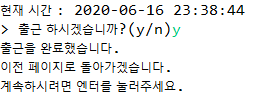 현재 시간 : 2020-06-16 23:38:44
> 출근 하시겠습니까?(y/n)y
출근을 완료했습니다.
이전 페이지로 돌아가겠습니다.
계속하시려면 엔터를 눌러주세요.